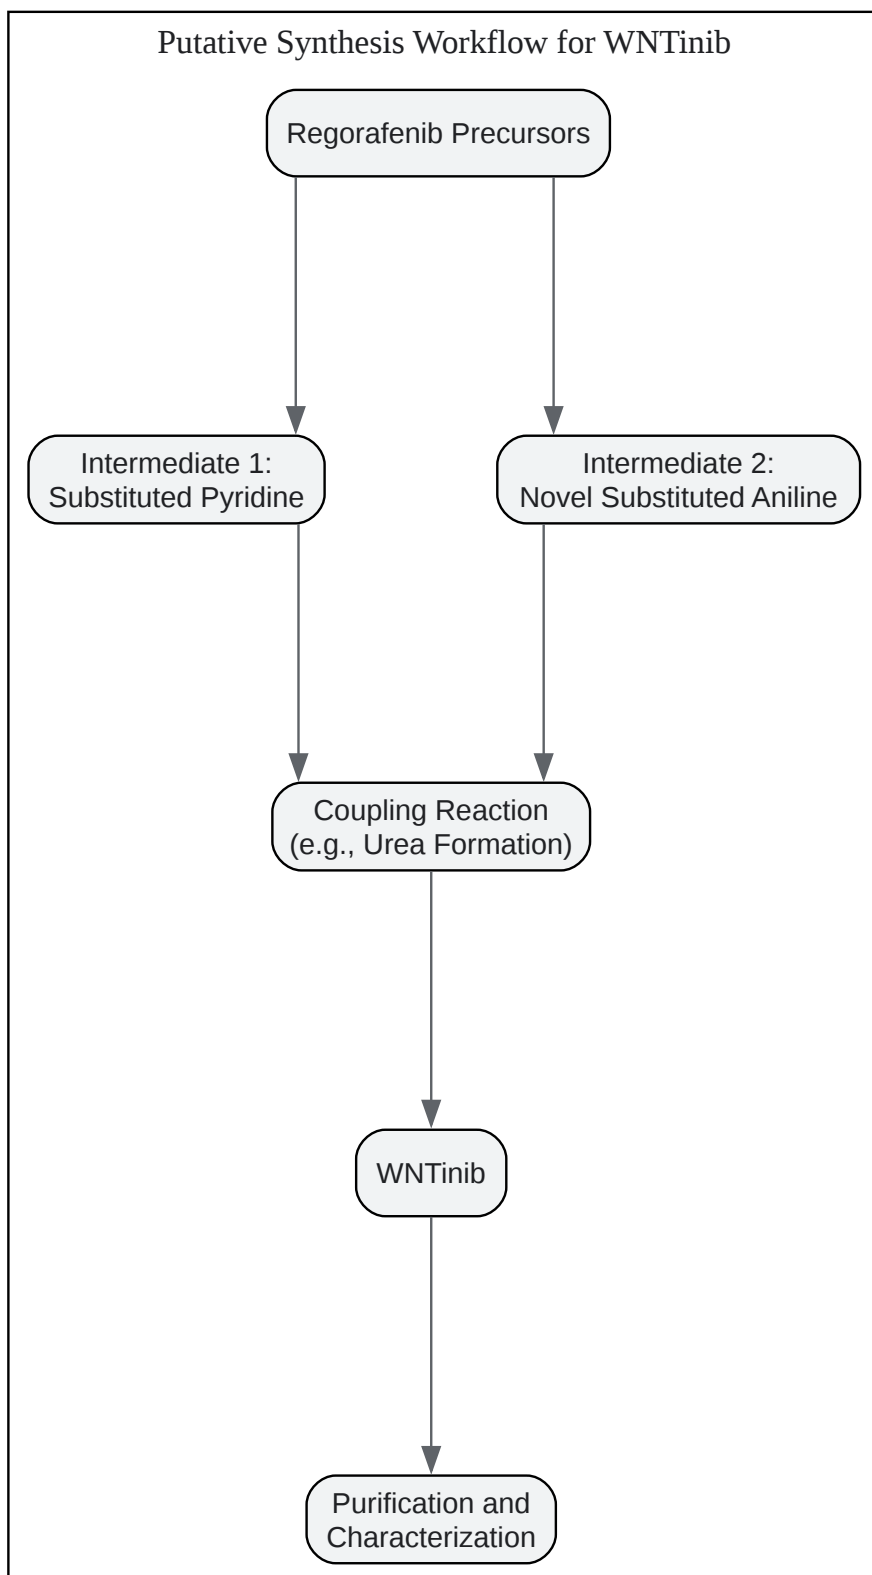 Putative Synthesis Workflow for WNTinib
Regorafenib Precursors
Intermediate 1:
Substituted Pyridine
Intermediate 2:
Novel Substituted Aniline
Coupling Reaction
(e.g., Urea Formation)
WNTinib
Purification and
Characterization